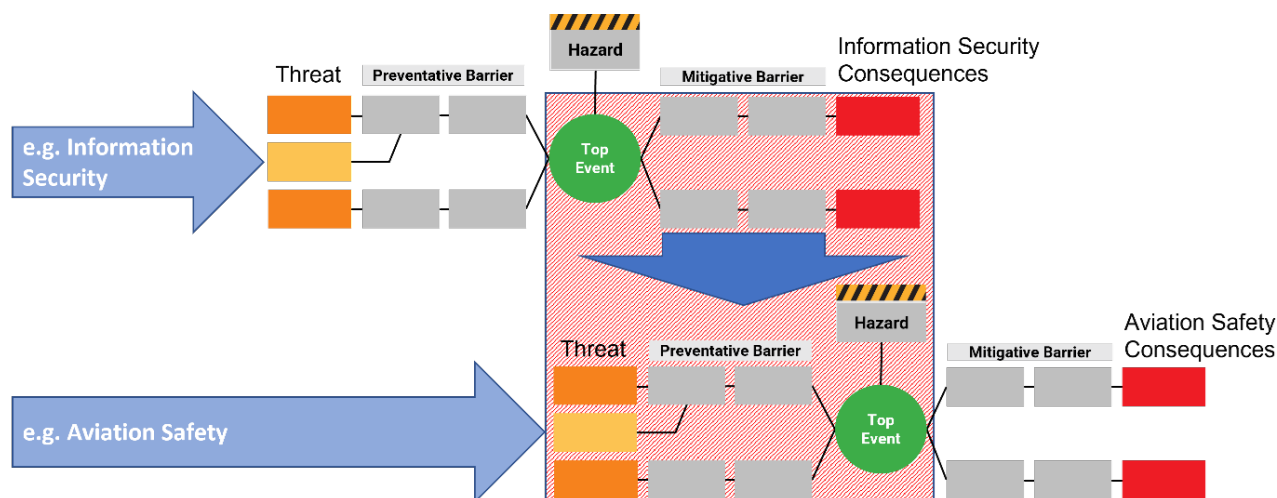 Hazard
Information Security
Consequences
Threat
Preventative Barrier
Mitigative Barrier
e.g. Information
Security
Top
Event
Hazard
Aviation Safety
Consequences
Threat
Preventative Barrier
Mitigative Barrier
e.g. Aviation Safety
Top
Event